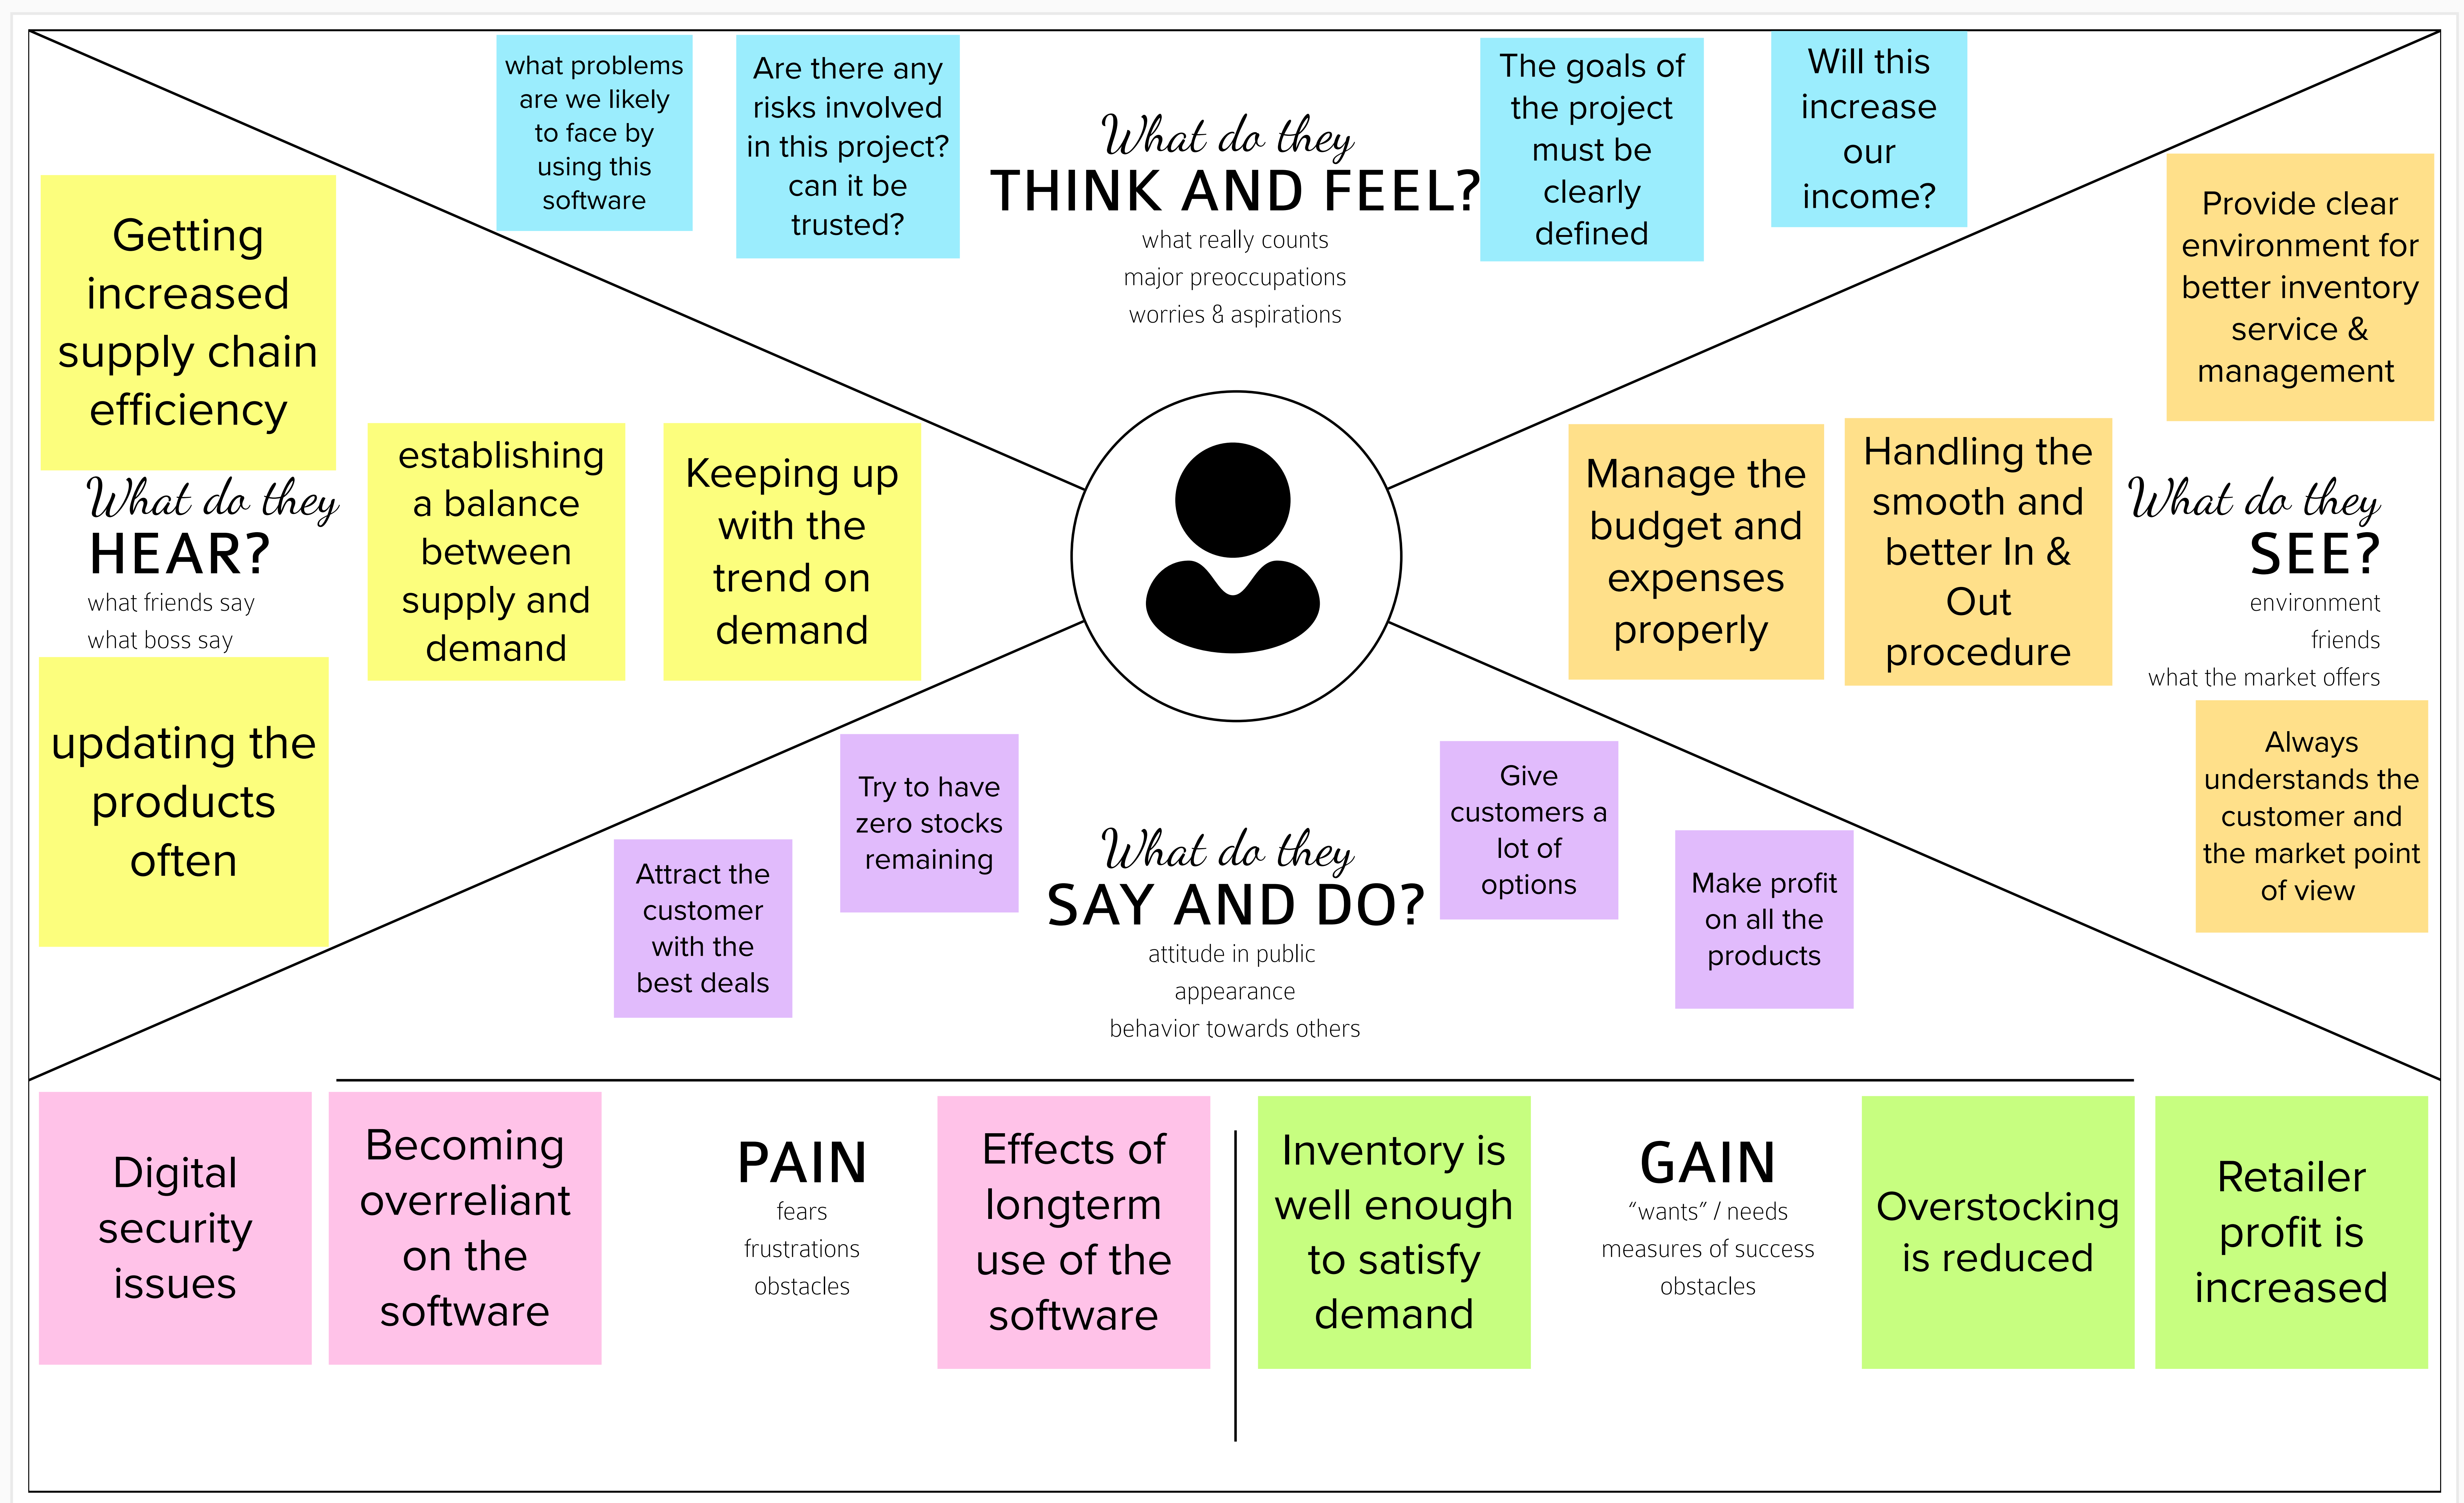 what problems
are we likely
to face by
using this
software
Are there any
risks involved
in this project?
can it be
trusted?
What do they
THINK AND FEEL?
what really counts
major preoccupations
worries & aspirations
The goals of
the project
must be
clearly
defined
Will this
increase
our
income?
Getting
increased
supply chain
efficiency
What do they
HEAR?
what friends say
what boss say
establishing
a balance
between
supply and
demand
Keeping up
with the
trend on
demand
updating the
products
often
Provide clear
environment for
better inventory
service &
management
Manage the
budget and
expenses
properly
Handling the
smooth and
better In &
Out
procedure
What do they
SEE?
environment
friends
what the market offers
Always
understands the
customer and
the market point
of view
Attract the
customer
with the
best deals
Try to have
zero stocks
remaining
What do they
SAY AND DO?
attitude in public
appearance
behavior towards others
Give
customers a
lot of
options
Make profit
on all the
products
Digital
security
issues
Becoming
overreliant
on the
software
PAIN
fears
frustrations
obstacles
Effects of
longterm
use of the
software
Inventory is
well enough
to satisfy
demand
GAIN
“wants” / needs
measures of success
obstacles
Overstocking
is reduced
Retailer
profit is
increased